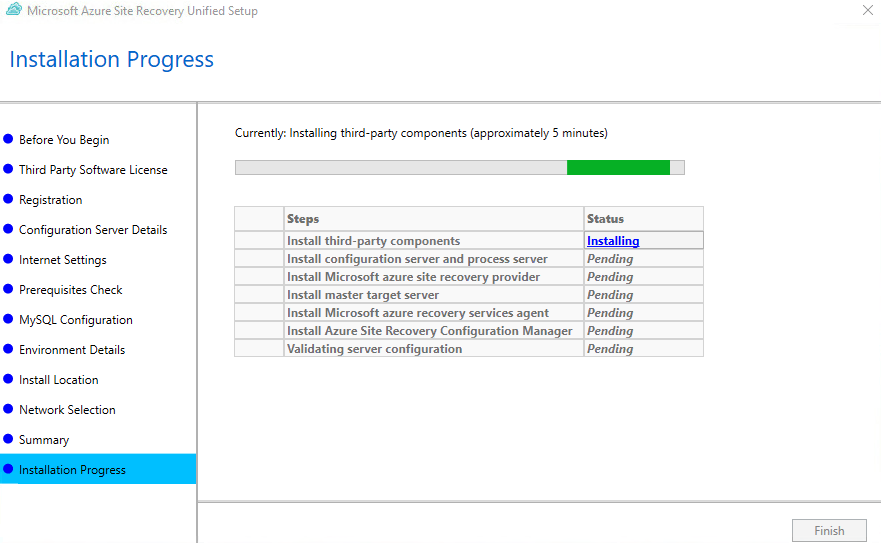 Microsoft Azure Site Recovery Unified Setup
Installation Progress
Before You Begin
Third Party Software License
Registration
Configuration Server Details
Internet Settings
Prerequisites Check
MySQL Configuration
Environment Details
Install Location
Network Selection
Summary
Installation Progress
Currently: Installing third-party components (approximately 5 minutes)
Steps Status
Install third-party components Installing
Install configuration server and process server Pending
Install Microsoft azure site recovery provider Pending
Install master target server Pending
Install Microsoft azure recovery services agent Pending
Install Azure Site Recovery Configuration Manager Pending
Validating server configuration Pending
Finish